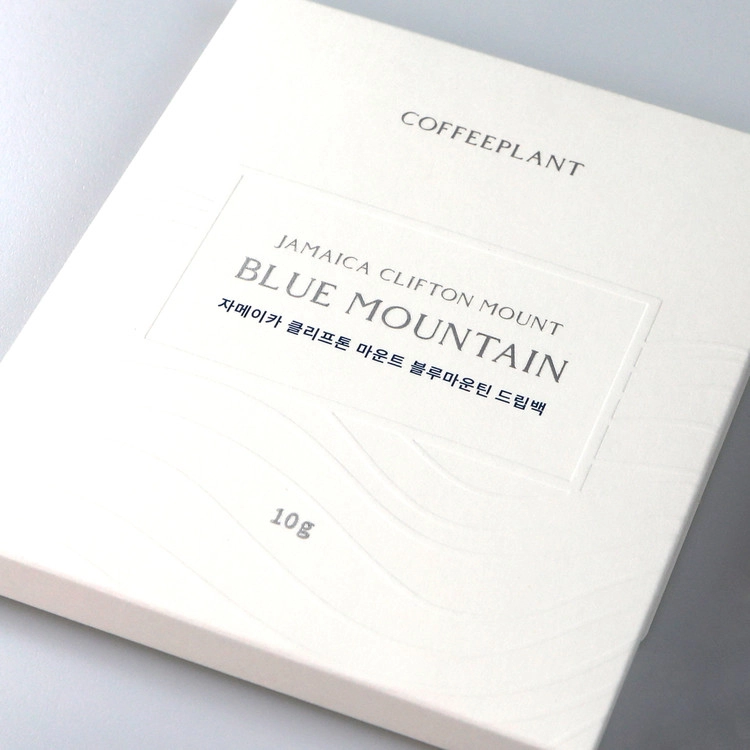 COFFEEPLANT
JAMAICA CLIFTON MOUNT
BLUE MOUNTAIN
자메이카 클리프톤 마운트 블루마운틴 드립백
10g